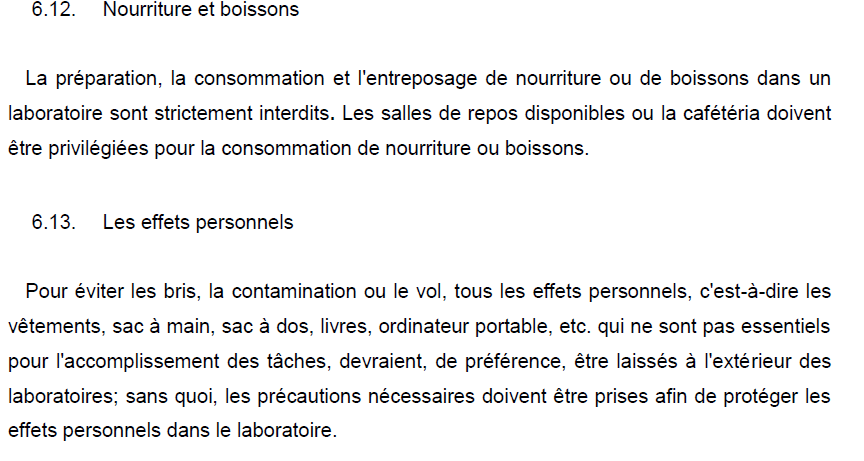 6.12. Nourriture et boissons
La préparation, la consommation et l'entreposage de nourriture ou de boissons dans un
laboratoire sont strictement interdits. Les salles de repos disponibles ou la cafétéria doivent
être privilégiées pour la consommation de nourriture ou boissons.
6.13. Les effets personnels
Pour éviter les bris, la contamination ou le vol, tous les effets personnels, c'est-à-dire les
vêtements, sac à main, sac à dos, livres, ordinateur portable, etc. qui ne sont pas essentiels
pour l'accomplissement des tâches, devraient, de préférence, être laissés à l'extérieur des
laboratoires; sans quoi, les précautions nécessaires doivent être prises afin de protéger les
effets personnels dans le laboratoire.